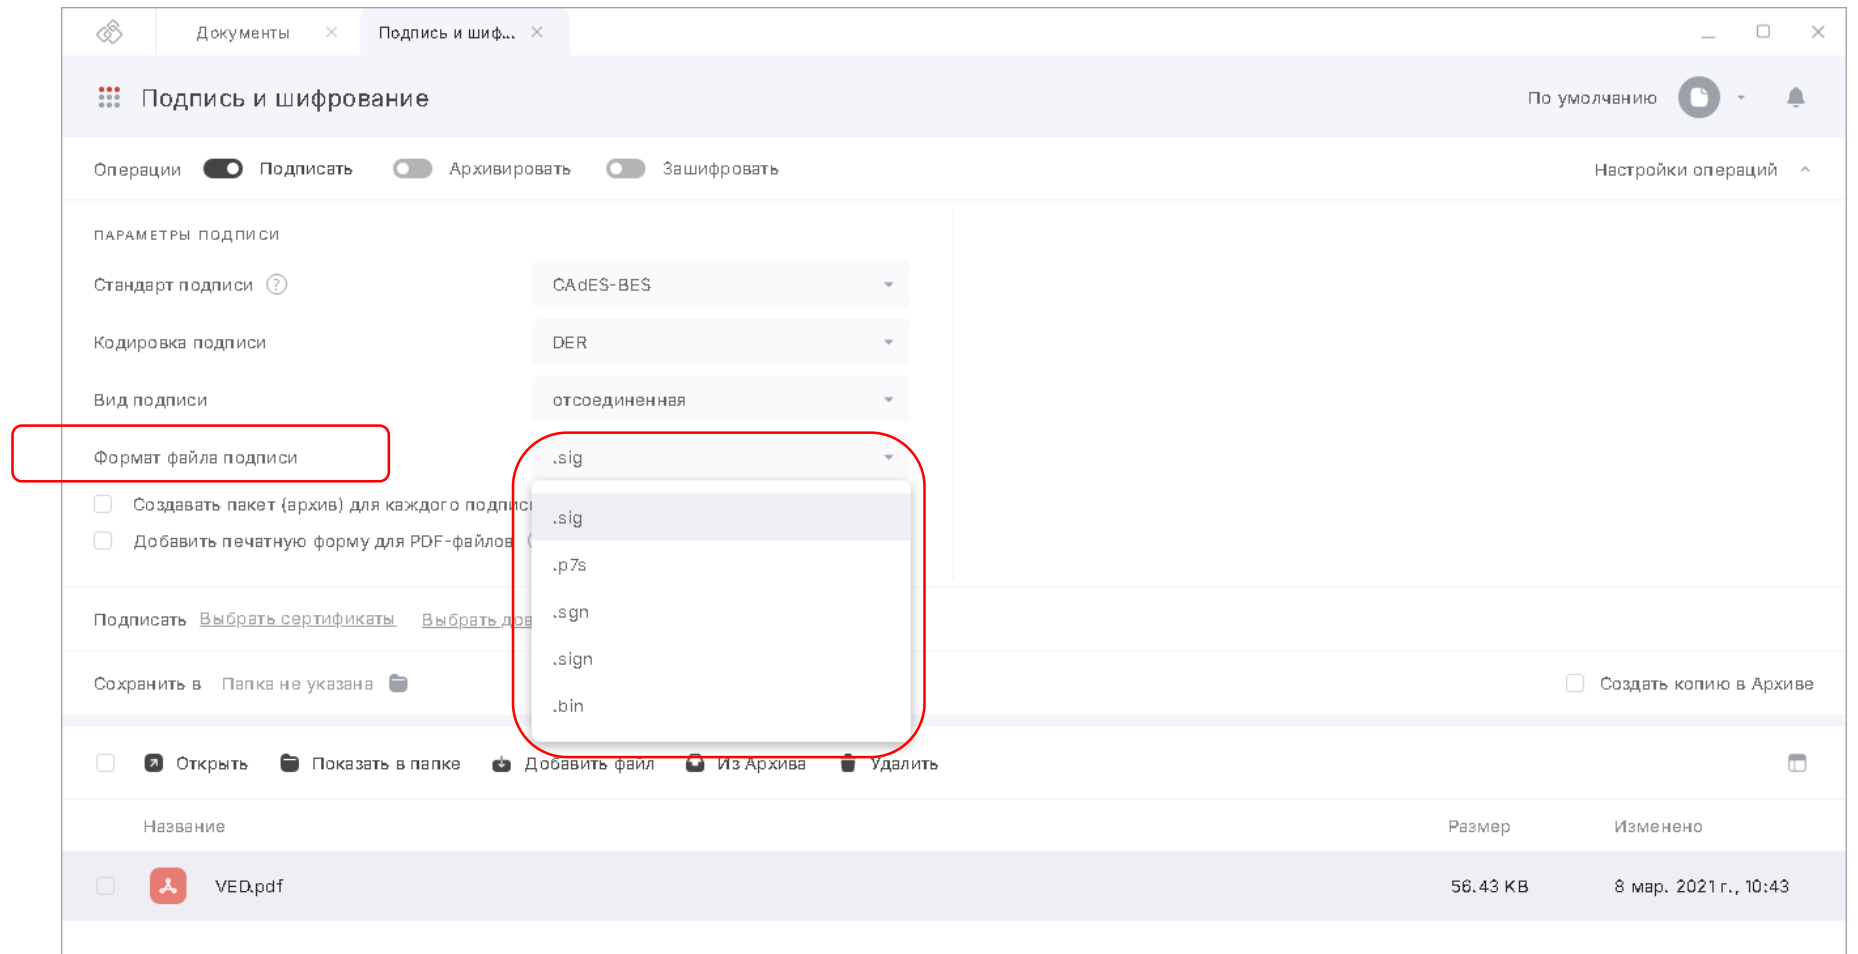 Документы
Подпись и шиф...
Подпись и шифрование
По умолчанию
Операции Подписать Архивировать Зашифровать
Настройки операций
ПАРАМЕТРЫ ПОДПИСИ
Стандарт подписи ? CAdES-BES
Кодировка подписи DER
Вид подписи отсоединенная
Формат файла подписи .sig
Создавать пакет (архив) для каждого
.sig
Добавить печатную форму для PDF-файлов
.p7s
.sgn
Подписать Выбрать сертификаты Выбрать
.sign
Сохранить в Папка не указана
Создать копию в Архиве
.bin
Открыть Показать в папке Добавить файл Из Архива Удалить
Название Размер Изменено
VED.pdf 56.43 KB 8 мар. 2021 г., 10:43